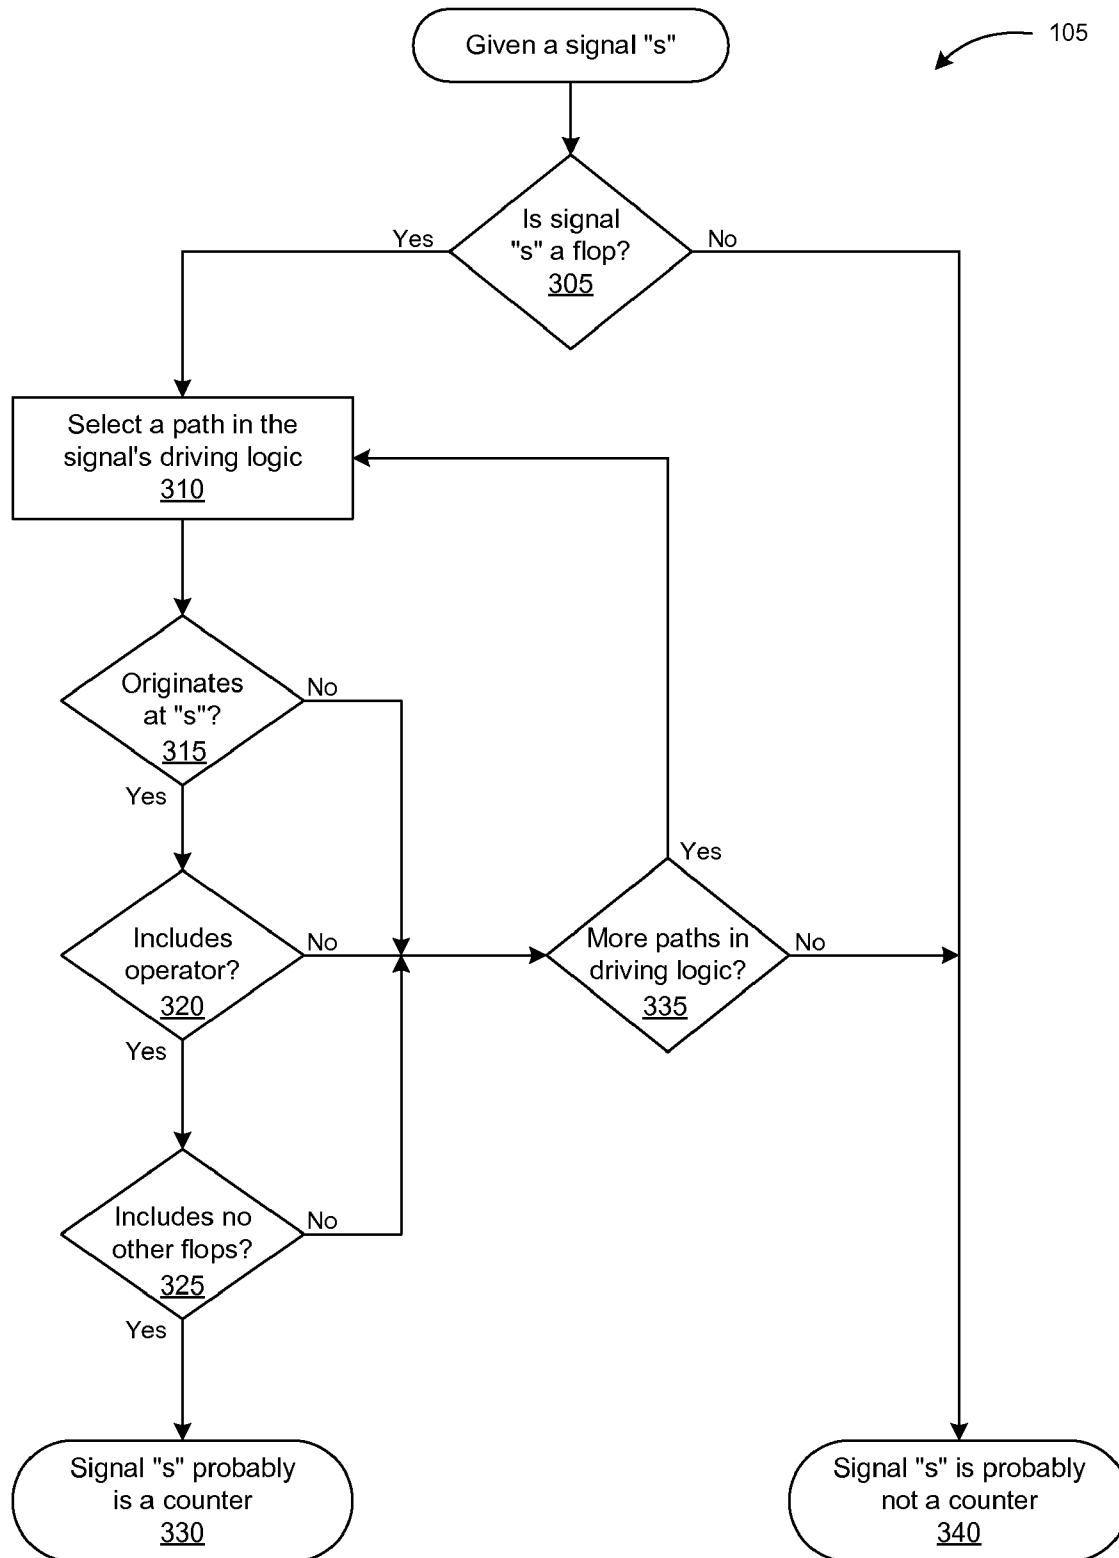 Given a signal "s"
105
Is signal
"s" a flop?
305
Yes
No
Select a path in the
signal's driving logic
310
Originates
at "s"?
315
No
Yes
Includes
operator?
320
No
Yes
More paths in
driving logic?
335
Yes
No
Includes no
other flops?
325
No
Yes
Signal "s" probably
is a counter
330
Signal "s" is probably
not a counter
340